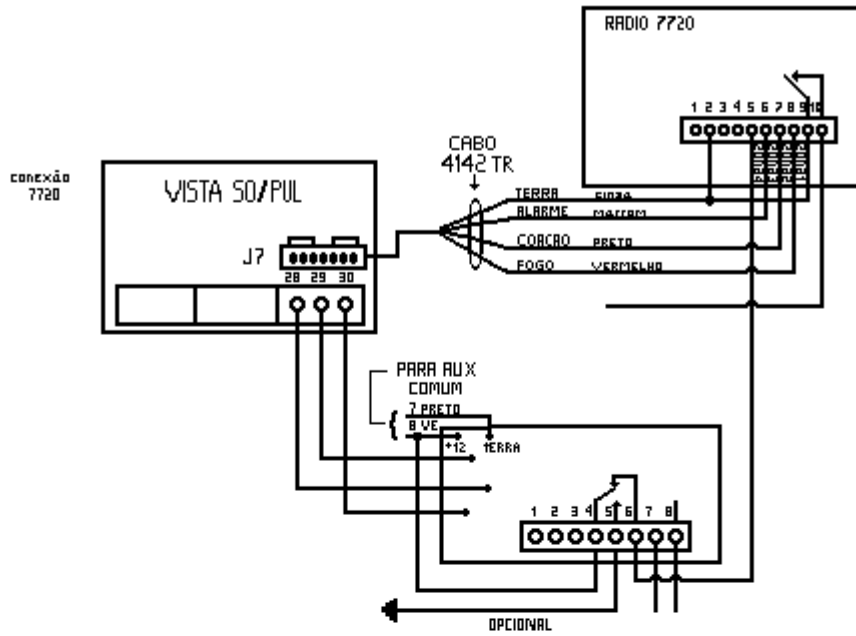 RADIO 7720
1 2 3 4 5 6 7 8 9 10
CABO
4142 TR
conexão
7720
VISTA 50/PUL
J7
28 29 30
TERRA
ALARME
MARROM
COACAO PRETO
FOGO VERMELHO
PARA AUX
COMUM
7 PRETO
8 VE
+12 TERRA
1 2 3 4 5 6 7 8
OPCIONAL